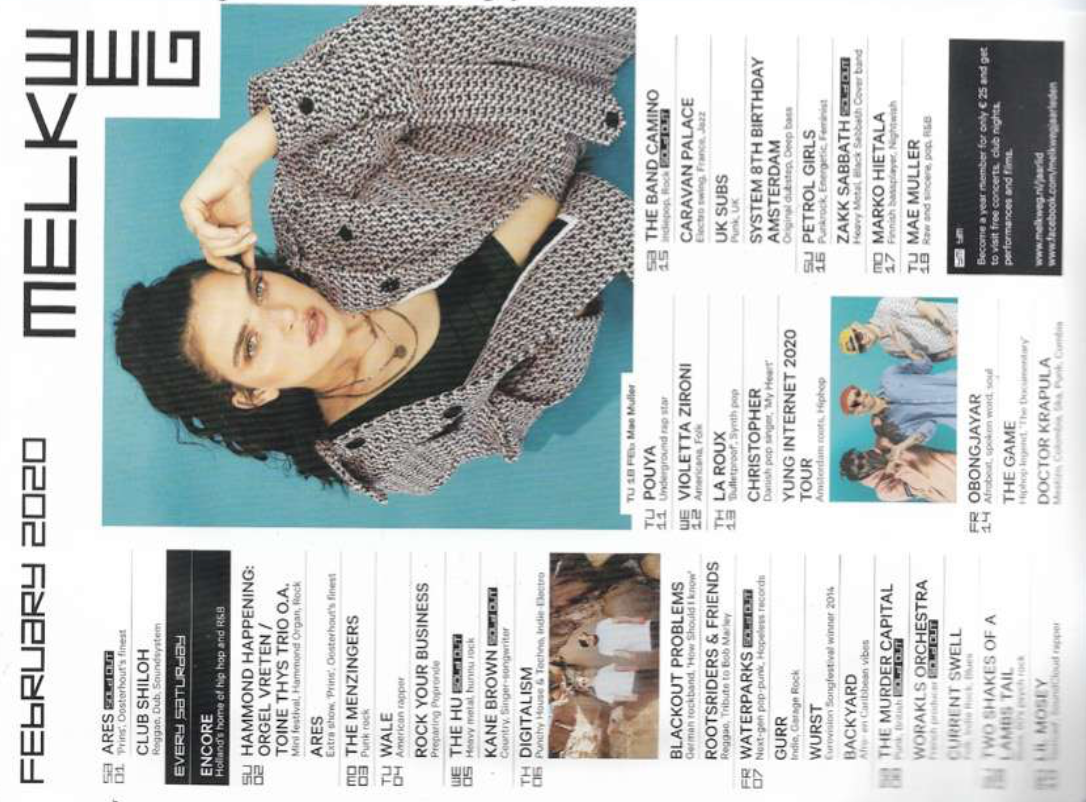 FEBRUARY 2020
MELKW
EG
SA 01
ARES SOLD OUT
'Prins', Oosterhout's finest
CLUB SHILOH
Reggae, Dub, Soundsystem
EVERY SATURDAY
ENCORE
Holland's home of hip hop and R&B
SU 02
HAMMOND HAPPENING:
ORGEL VRETEN /
TOINE THYS TRIO O.A.
Mini festival, Hammond Organ, Rock
ARES
Extra show, 'Prins', Oosterhout's finest
MO 03
THE MENZINGERS
Punk rock
TU 04
WALE
American rapper
ROCK YOUR BUSINESS
Preparing Popronde
WE 05
THE HU SOLD OUT
Heavy metal, hunnu rock
KANE BROWN SOLD OUT
Country, Singer-songwriter
TH 06
DIGITALISM
Punchy House & Techno, Indie-Electro
BLACKOUT PROBLEMS
German rockband, 'How Should I know'
ROOTSRIDERS & FRIENDS
Reggae, Tribute to Bob Marley
FR 07
WATERPARKS SOLD OUT
Next-gen pop-punk, Hopeless records
GURR
Indie, Garage Rock
WURST
Eurovision Songfestival winner 2014
BACKYARD
Afro- en Caribbean vibes
THE MURDER CAPITAL
Punk, British SOLD OUT
WORAKLS ORCHESTRA
French producer SOLD OUT
CURRENT SWELL
Indie Rock, Blues
TWO SHAKES OF A
LAMBS TAIL
psych rock
LIL MOSEY
SoundCloud rapper
TU 18 FEB: Mae Muller
TU 11
POUYA
Underground rap star
WE 12
VIOLETTA ZIRONI
Americana, Folk
TH 13
LA ROUX
'Bulletproof', Synth pop
CHRISTOPHER
Danish pop singer, 'My Heart'
YUNG INTERNET 2020
TOUR
Amsterdam roots, Hiphop
FR 14
OBONGJAYAR
Afrobeat, spoken word, soul
THE GAME
Hiphop legend, 'The Documentary'
DOCTOR KRAPULA
Mestizo, Colombia, Ska, Punk, Cumbia
SA 15
THE BAND CAMINO
Indiepop, Rock SOLD OUT
CARAVAN PALACE
Electro swing, France, Jazz
UK SUBS
Punk, UK
SYSTEM 8TH BIRTHDAY
AMSTERDAM
Original dubstep, Deep bass
SU 16
PETROL GIRLS
Punkrock, Energetic, Feminist
ZAKK SABBATH SOLD OUT
Heavy Metal, Black Sabbath Cover band
MO 17
MARKO HIETALA
Finnish bassplayer, Nightwish
TU 18
MAE MULLER
Raw and sincere, pop, R&B
Become a year member for only € 25 and get
to visit free concerts, club nights,
performances and films.
www.melkweg.nl/jaarlid
www.facebook.com/melkwegjaarleden